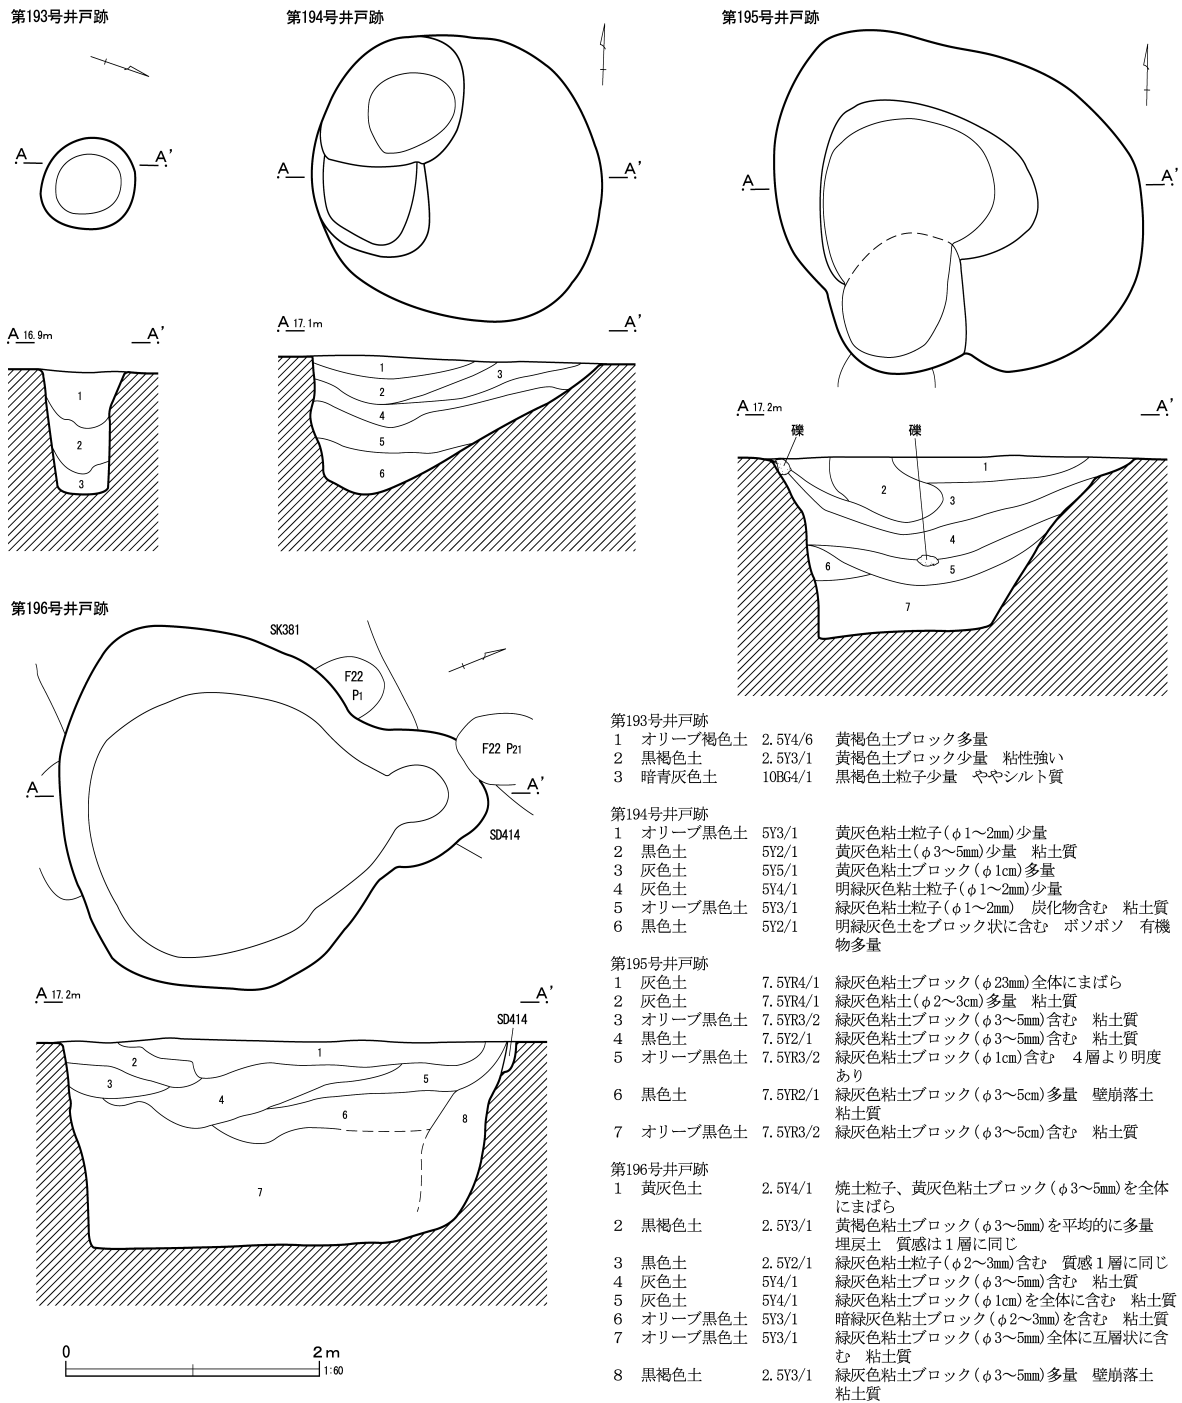 第193号井戸跡
第194号井戸跡
第195号井戸跡
A
A'
A
A'
A
A'
A 16.9m
A'
1
2
3
A 17.1m
A'
1
2
3
4
5
6
A 17.2m
A'
礫
礫
1
2
3
4
5
6
7
第196号井戸跡
SK381
F22
P1
F22 P21
A
A'
SD414
A 17.2m
A'
SD414
1
2
3
4
5
6
7
8
0
2m
1:60
第193号井戸跡
1 オリーブ褐色土 2.5Y4/6 黄褐色土ブロック多量
2 黒褐色土 2.5Y3/1 黄褐色土ブロック少量 粘性強い
3 暗青灰色土 10BG4/1 黒褐色土粒子少量 ややシルト質
第194号井戸跡
1 オリーブ黒色土 5Y3/1 黄灰色粘土粒子(φ1～2mm)少量
2 黒色土 5Y2/1 黄灰色粘土(φ3～5mm)少量 粘土質
3 灰色土 5Y5/1 黄灰色粘土ブロック(φ1cm)多量
4 灰色土 5Y4/1 明緑灰色粘土粒子(φ1～2mm)少量
5 オリーブ黒色土 5Y3/1 緑灰色粘土粒子(φ1～2mm) 炭化物含む 粘土質
6 黒色土 5Y2/1 明緑灰色土をブロック状に含む ボソボソ 有機
物多量
第195号井戸跡
1 灰色土 7.5YR4/1 緑灰色粘土ブロック(φ23mm)全体にまばら
2 灰色土 7.5YR4/1 緑灰色粘土(φ2～3cm)多量 粘土質
3 オリーブ黒色土 7.5YR3/2 緑灰色粘土ブロック(φ3～5mm)含む 粘土質
4 黒色土 7.5Y2/1 緑灰色粘土ブロック(φ3～5mm)含む 粘土質
5 オリーブ黒色土 7.5YR3/2 緑灰色粘土ブロック(φ1cm)含む 4層より明度
あり
6 黒色土 7.5YR2/1 緑灰色粘土ブロック(φ3～5cm)多量 壁崩落土
粘土質
7 オリーブ黒色土 7.5YR3/2 緑灰色粘土ブロック(φ3～5cm)含む 粘土質
第196号井戸跡
1 黄灰色土 2.5Y4/1 焼土粒子、黄灰色粘土ブロック(φ3～5mm)を全体
にまばら
2 黒褐色土 2.5Y3/1 黄褐色粘土ブロック(φ3～5mm)を平均的に多量
埋戻土 質感は1層に同じ
3 黒色土 2.5Y2/1 緑灰色粘土粒子(φ2～3mm)含む 質感1層に同じ
4 灰色土 5Y4/1 緑灰色粘土ブロック(φ3～5mm)含む 粘土質
5 灰色土 5Y4/1 緑灰色粘土ブロック(φ1cm)を全体に含む 粘土質
6 オリーブ黒色土 5Y3/1 暗緑灰色粘土ブロック(φ2～3mm)を含む 粘土質
7 オリーブ黒色土 5Y3/1 緑灰色粘土ブロック(φ3～5mm)全体に互層状に含
む 粘土質
8 黒褐色土 2.5Y3/1 緑灰色粘土ブロック(φ3～5mm)多量 壁崩落土
粘土質